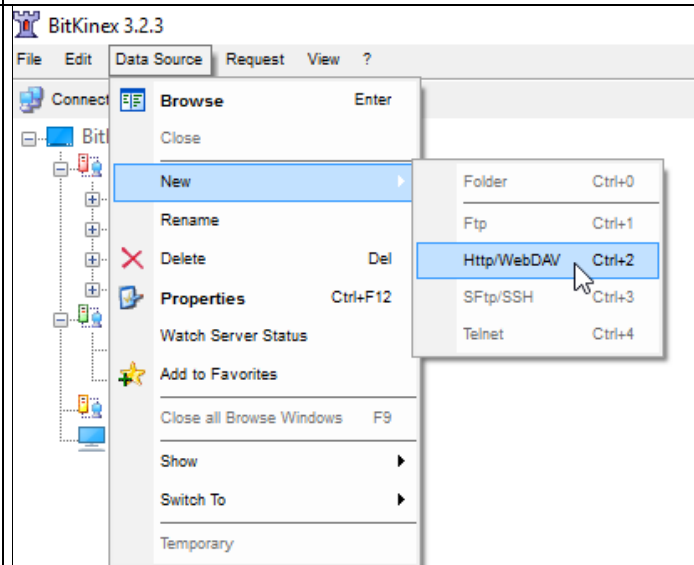 BitKinex 3.2.3
File Edit Data Source Request View ?
Connect
Browse Enter
Close
New
Rename
Delete Del
Properties Ctrl+F12
Watch Server Status
Add to Favorites
Close all Browse Windows F9
Show
Switch To
Temporary
Folder Ctrl+0
Ftp Ctrl+1
Http/WebDAV Ctrl+2
SFtp/SSH Ctrl+3
Telnet Ctrl+4